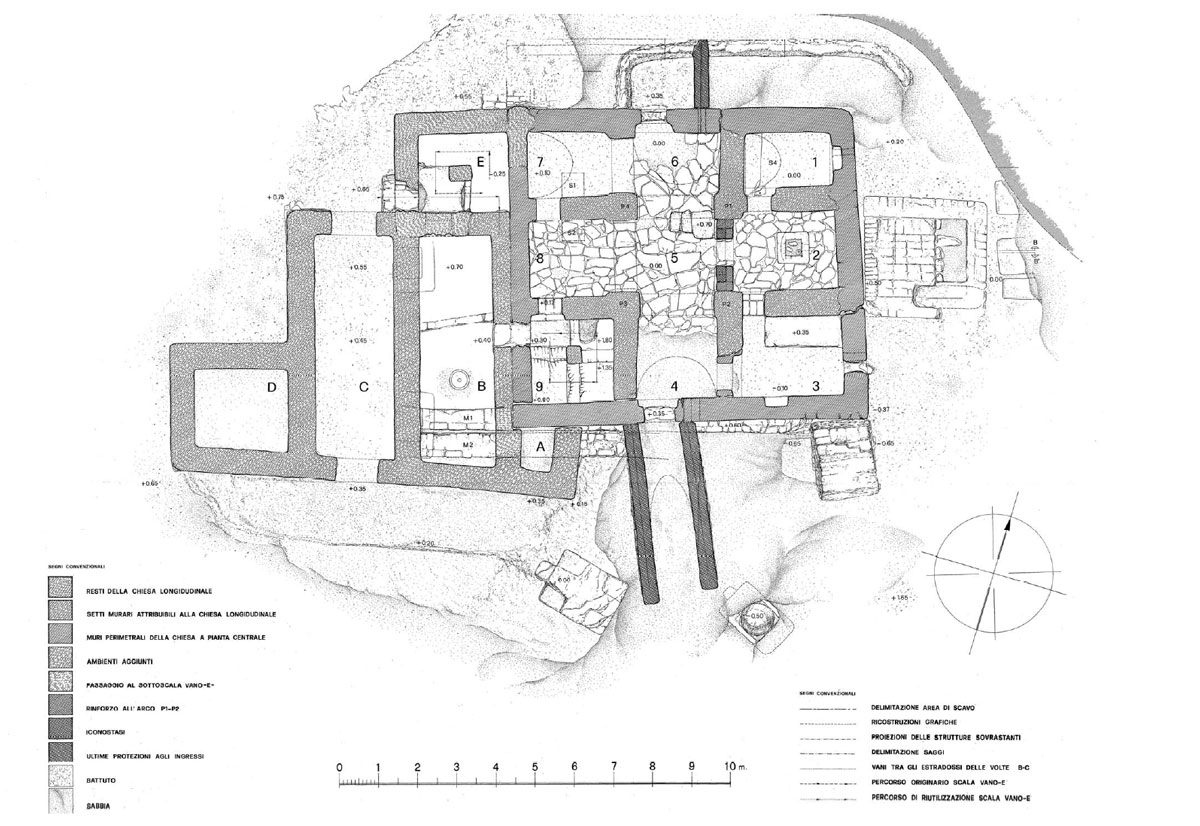 +0.55
+0.35
+0.20
E
-0.25
7
+0.10
S1
0.00
6
S4
0.00
1
+0.65
+0.75
P4
P1
+0.70
S2
8
0.00
5
2
B
0.00
+0.50
+0.55
+0.70
+0.12
P3
P2
+0.45
+0.40
+0.30
+1.80
+0.35
+1.35
D
C
B
9
4
3
-0.10
+0.35
-0.37
M1
M2
A
-0.65
+0.65
+0.35
+0.35
+0.15
+0.20
0.00
-0.50
+1.65
SEGNI CONVENZIONALI
RESTI DELLA CHIESA LONGIDUDINALE
SETTI MURARI ATTRIBUIBILI ALLA CHIESA LONGIDUDINALE
MURI PERIMETRALI DELLA CHIESA A PIANTA CENTRALE
AMBIENTI AGGIUNTI
PASSAGGIO AL SOTTOSCALA VANO-E-
RINFORZO ALL'ARCO P1-P2
ICONOSTASI
ULTIME PROTEZIONI AGLI INGRESSI
BATTUTO
SABBIA
0 1 2 3 4 5 6 7 8 9 10 m.
SEGNI CONVENZIONALI
DELIMITAZIONE AREA DI SCAVO
RICOSTRUZIONI GRAFICHE
PROIEZIONI DELLE STRUTTURE SOVRASTANTI
DELIMITAZIONE SAGGI
VANI TRA GLI ESTRADOSSI DELLE VOLTE B-C
PERCORSO ORIGINARIO SCALA VANO-E
PERCORSO DI RIUTILIZZAZIONE SCALA VANO-E